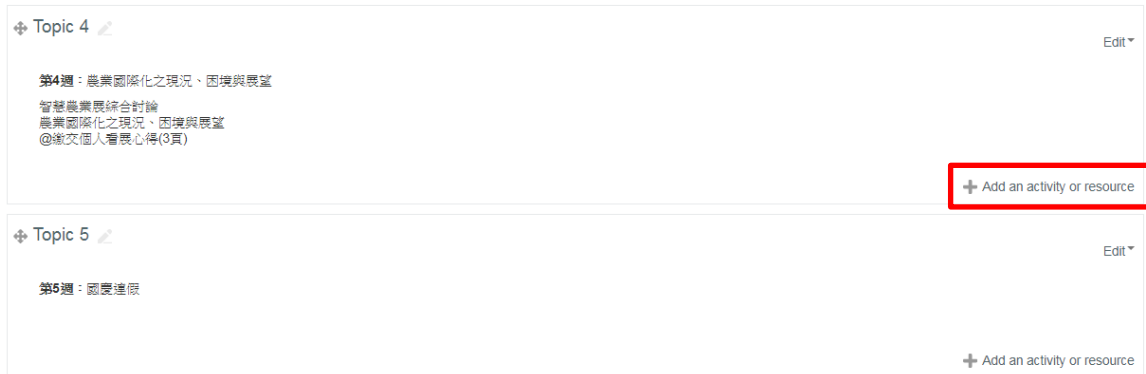 Topic 4
Edit
第4週：農業國際化之現況、困境與展望
智慧農業展綜合討論
農業國際化之現況、困境與展望
@繳交個人看展心得(3頁)
Add an activity or resource
Topic 5
Edit
第5週：國慶連假
Add an activity or resource